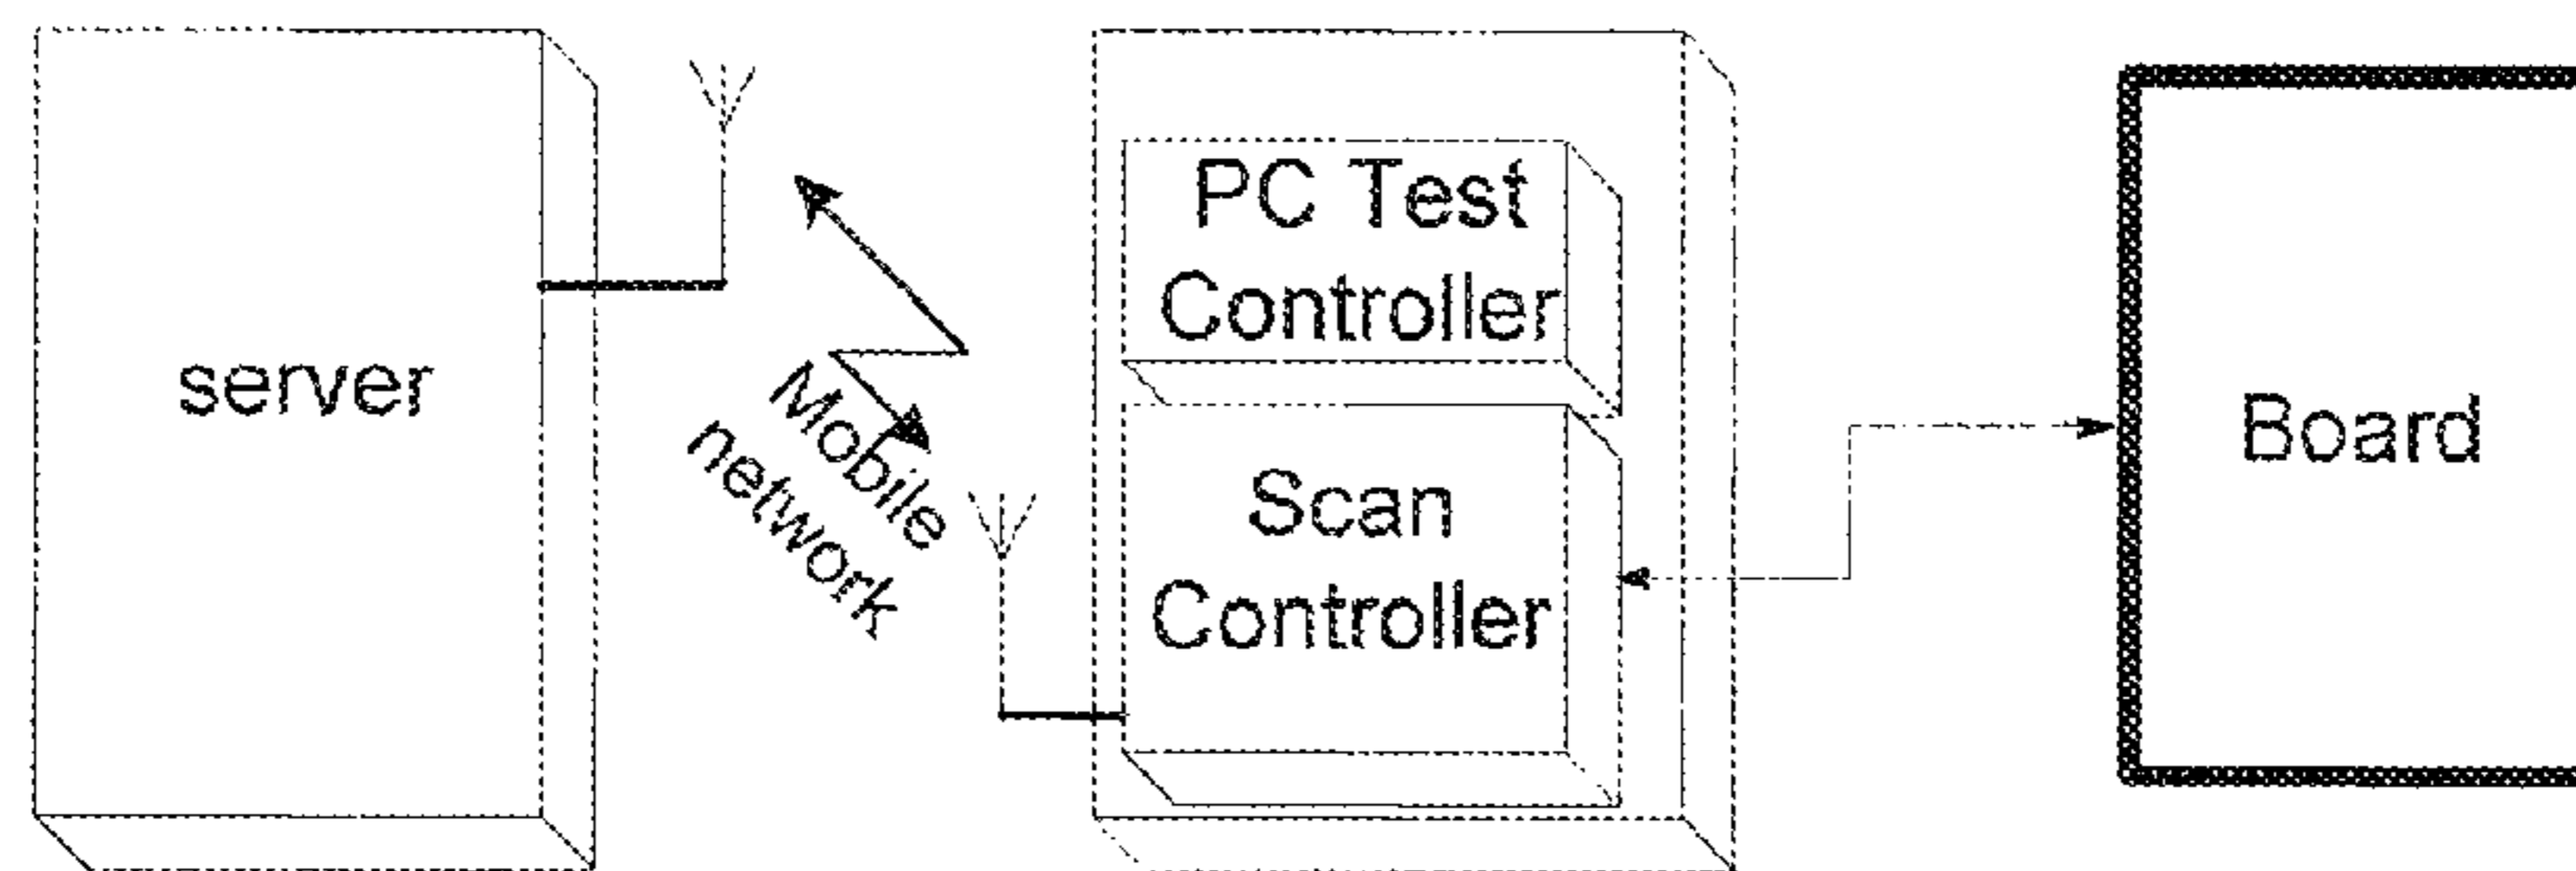 server
Mobile
network
PC Test
Controller
Scan
Controller
Board